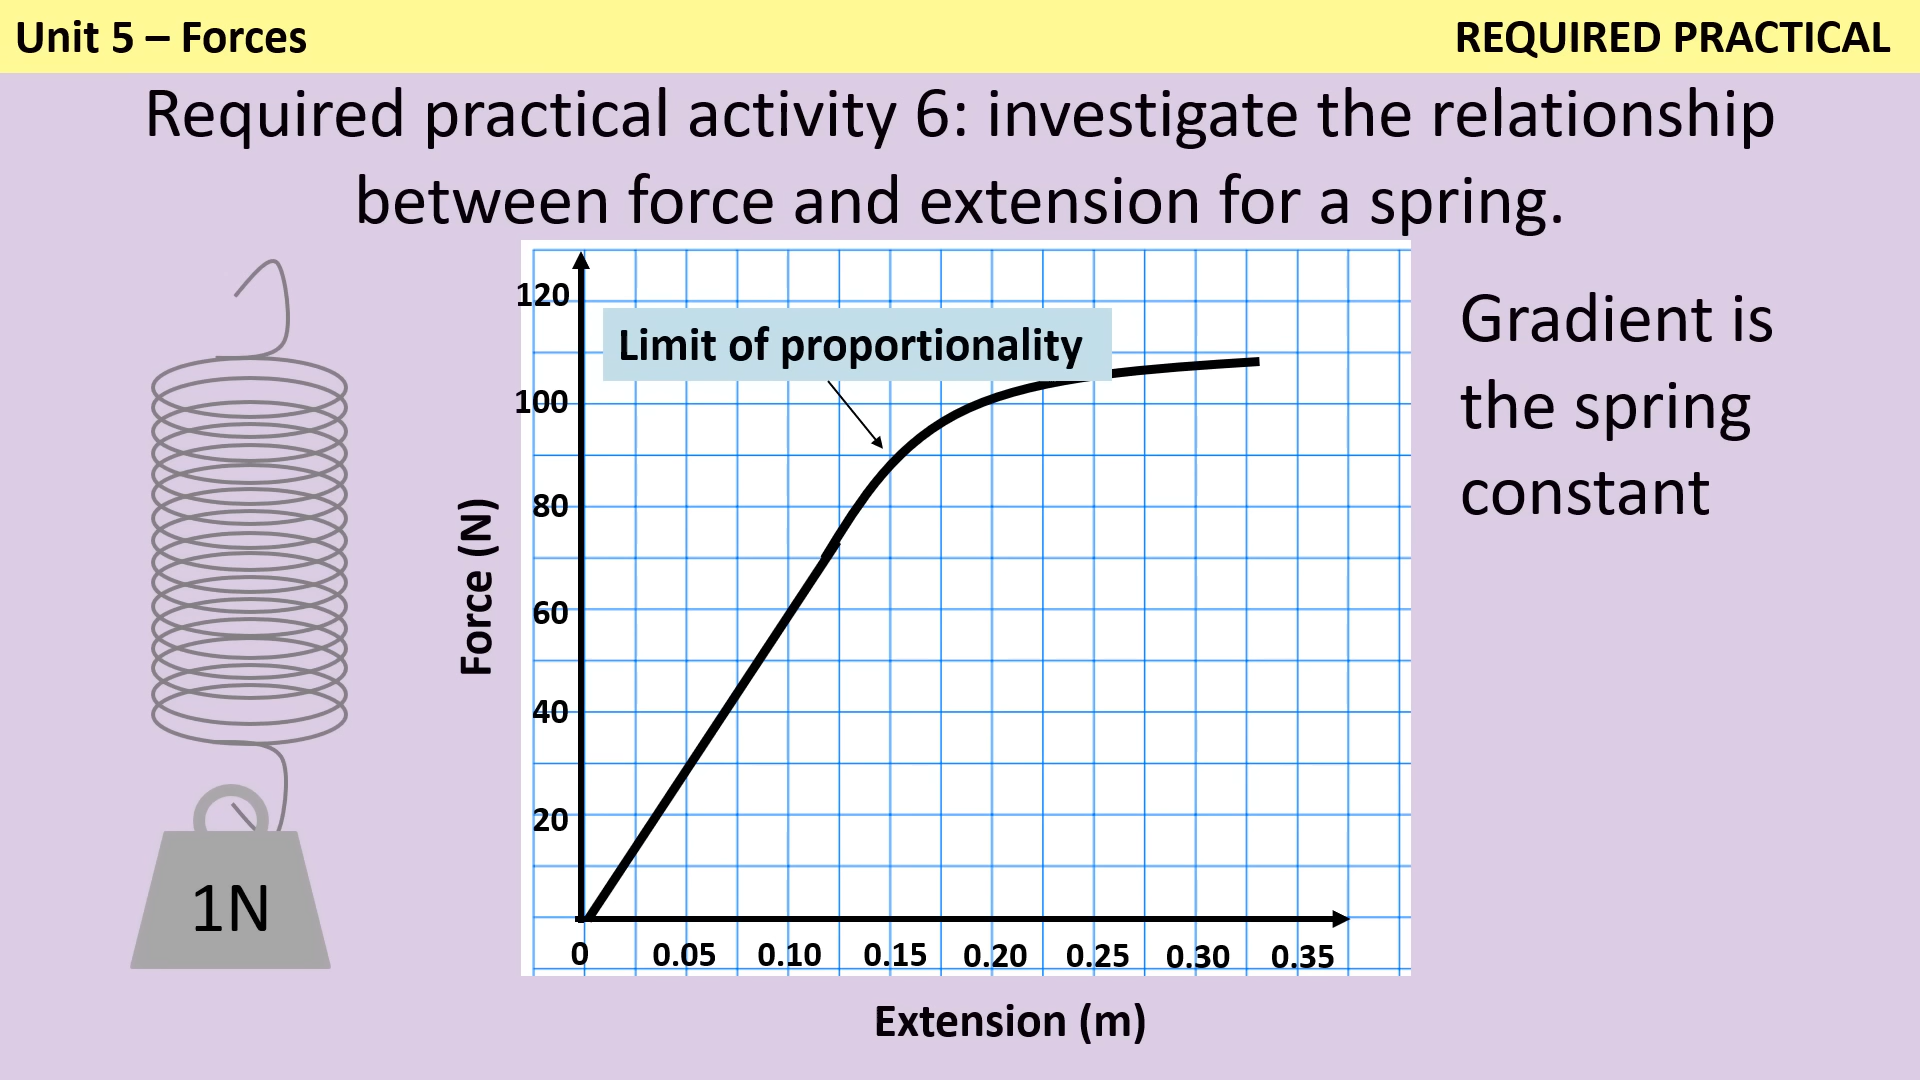 Unit 5 – Forces
REQUIRED PRACTICAL
Required practical activity 6: investigate the relationship
between force and extension for a spring.
Limit of proportionality
120
100
80
60
40
20
Force (N)
0 0.05 0.10 0.15 0.20 0.25 0.30 0.35
Extension (m)
1N
Gradient is
the spring
constant